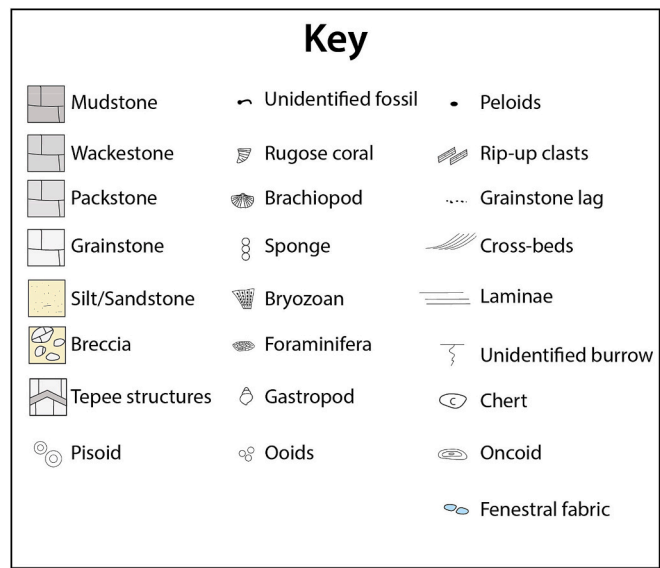 Key
Mudstone
Wackestone
Packstone
Grainstone
Silt/Sandstone
Breccia
Tepee structures
Pisoid
Unidentified fossil
Rugose coral
Brachiopod
Sponge
Bryozoan
Foraminifera
Gastropod
Ooids
Peloids
Rip-up clasts
Grainstone lag
Cross-beds
Laminae
Unidentified burrow
C Chert
Oncoid
Fenestral fabric